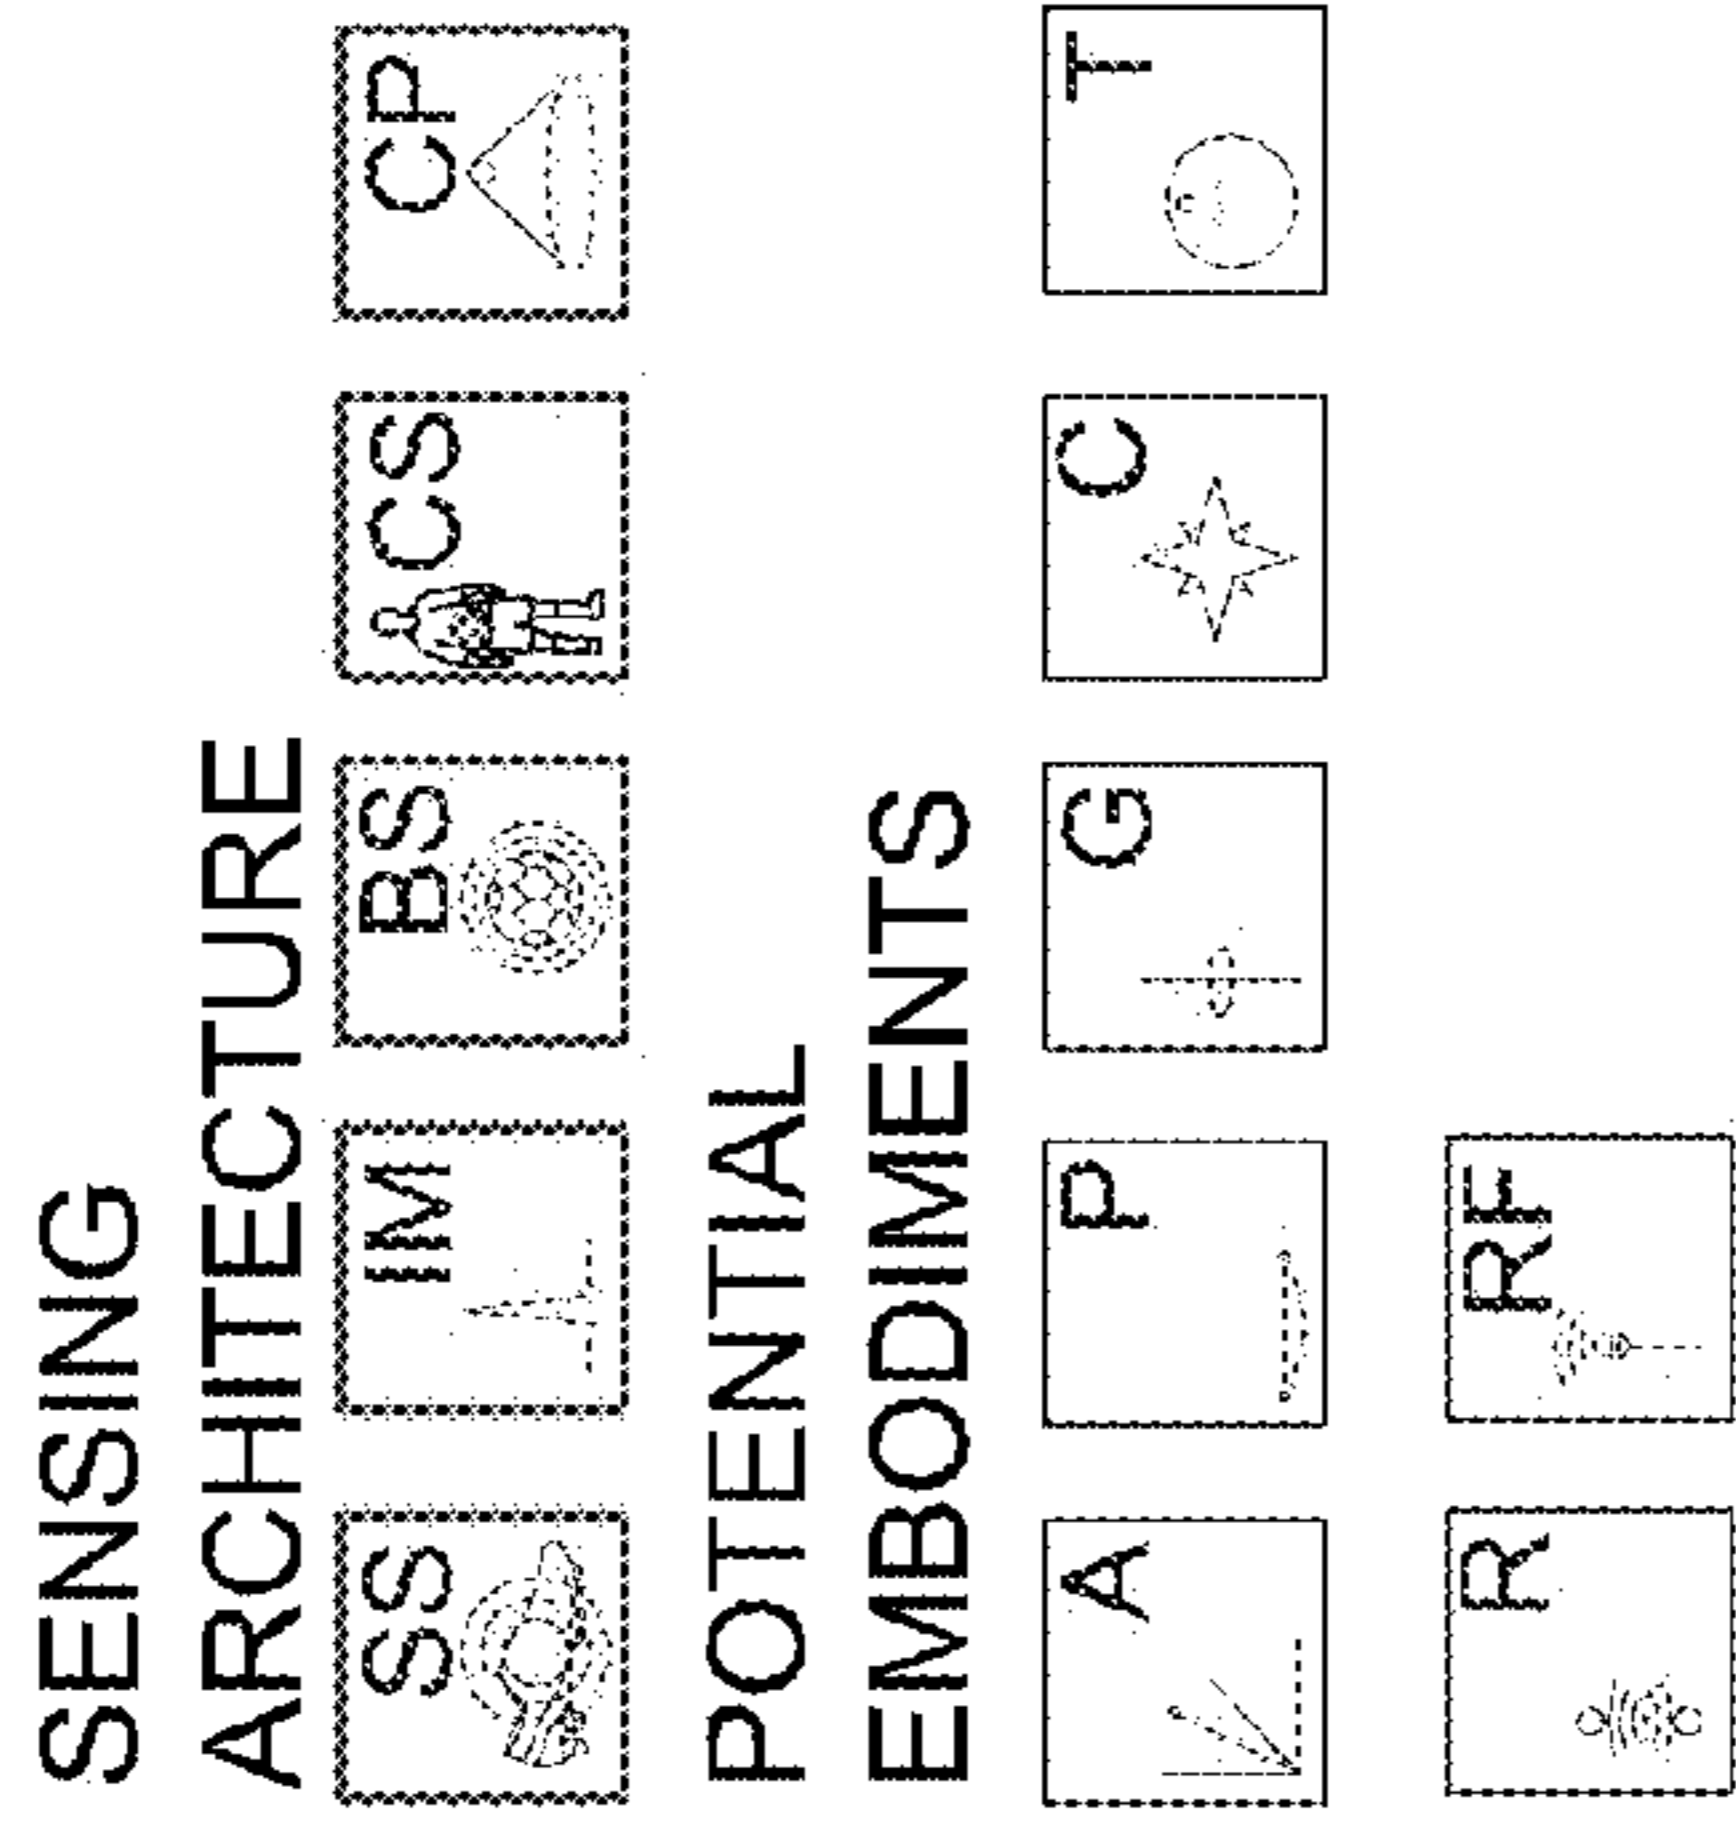 SENSING
ARCHITECTURE
SS IM BS CS CP
POTENTIAL
EMBODIMENTS
A P G C T
R RF